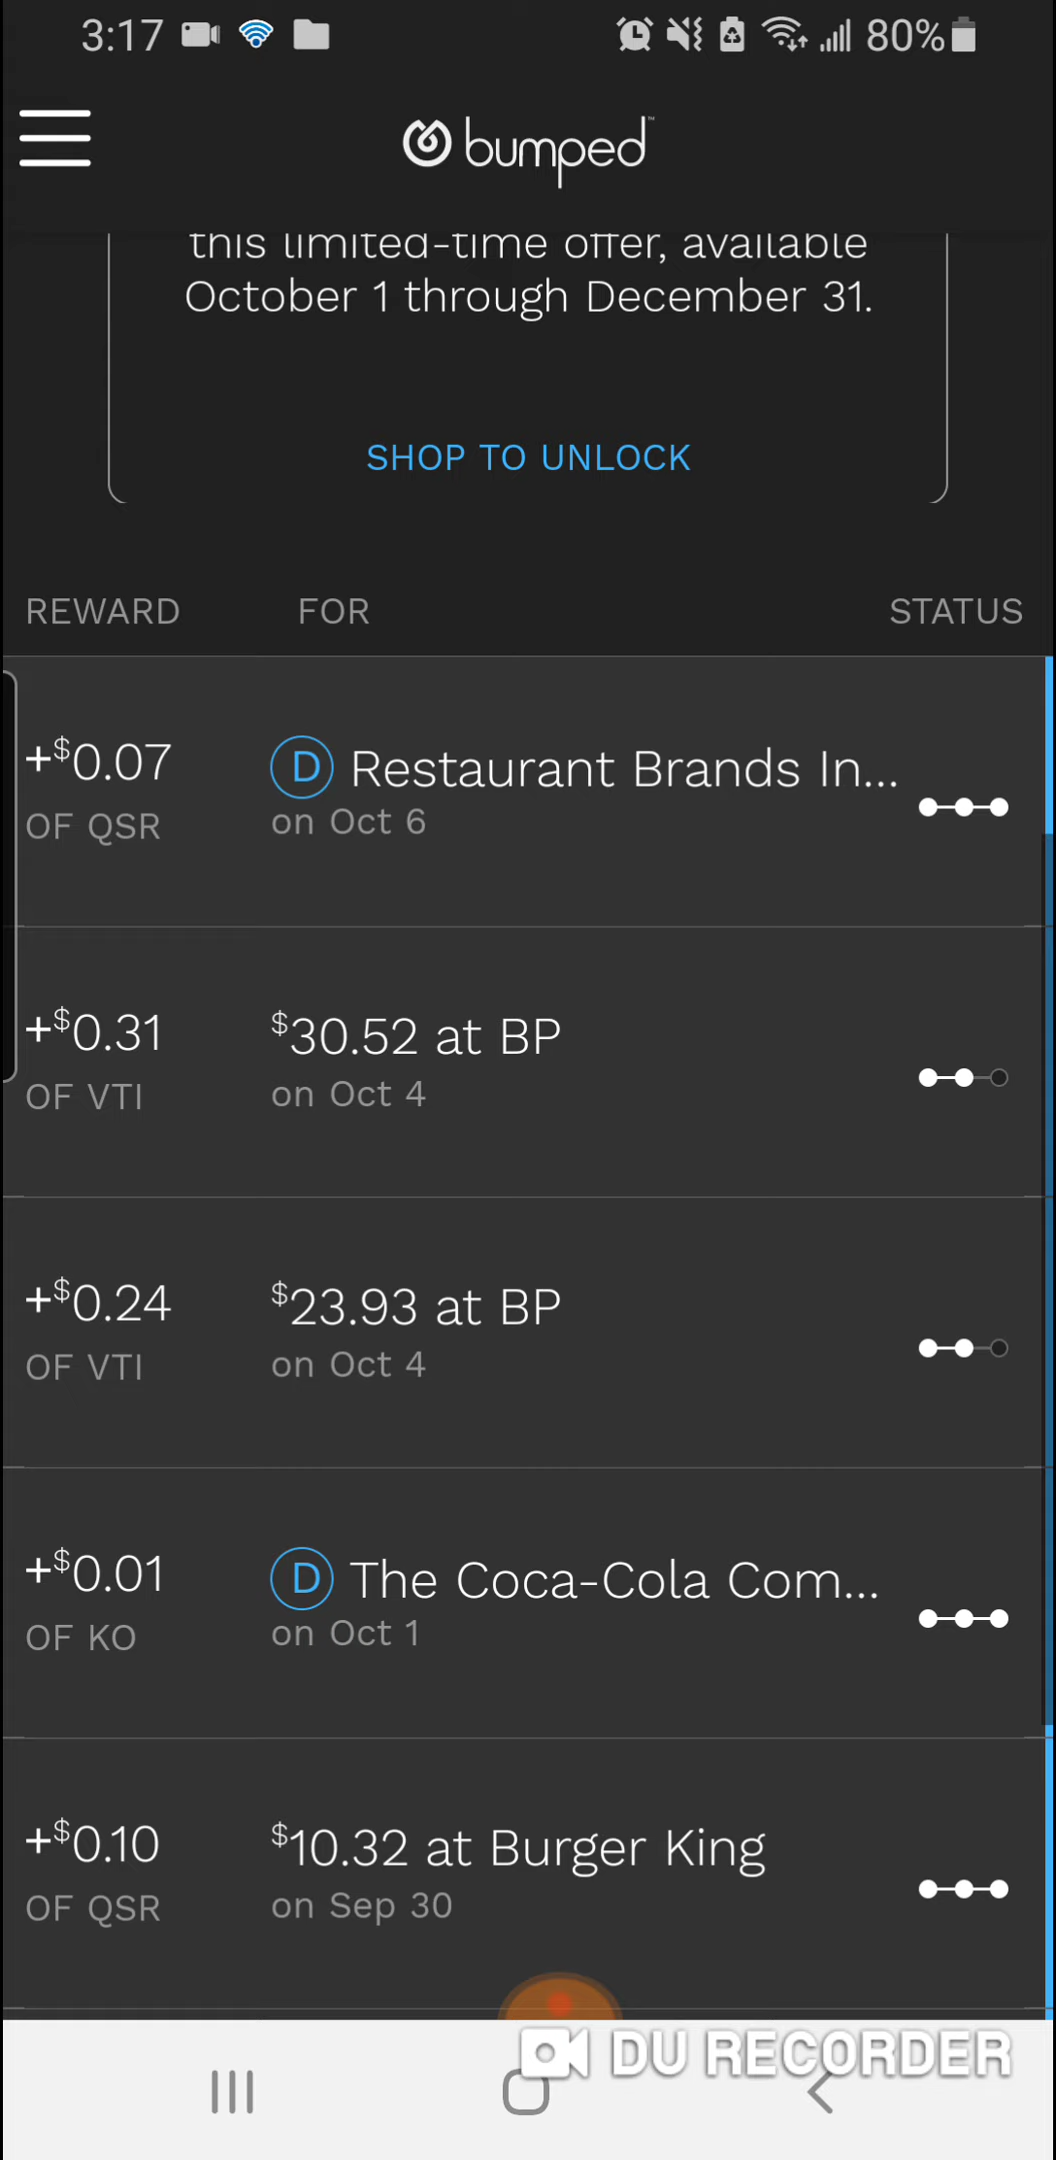 3:17 80%
bumped™
this limited-time offer, available
October 1 through December 31.
SHOP TO UNLOCK
REWARD FOR STATUS
+$0.07 D Restaurant Brands In...
OF QSR on Oct 6
+$0.31 $30.52 at BP
OF VTI on Oct 4
+$0.24 $23.93 at BP
OF VTI on Oct 4
+$0.01 D The Coca-Cola Com...
OF KO on Oct 1
+$0.10 $10.32 at Burger King
OF QSR on Sep 30
DU RECORDER